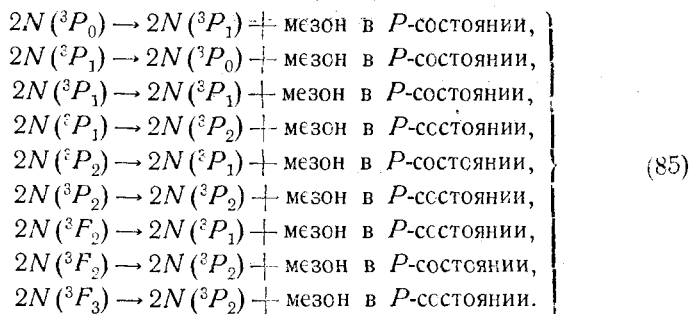 2N(³P₀) → 2N(³P₁) + мезон в P-состоянии,
2N(³P₁) → 2N(³P₀) + мезон в P-состоянии,
2N(³P₁) → 2N(³P₁) + мезон в P-состоянии,
2N(³P₁) → 2N(³P₂) + мезон в P-состоянии,
2N(³P₂) → 2N(³P₁) + мезон в P-состоянии,
2N(³P₂) → 2N(³P₂) + мезон в P-состоянии,
2N(³F₂) → 2N(³P₁) + мезон в P-состоянии,
2N(³F₂) → 2N(³P₂) + мезон в P-состоянии,
2N(³F₃) → 2N(³P₂) + мезон в P-состоянии.
(85)